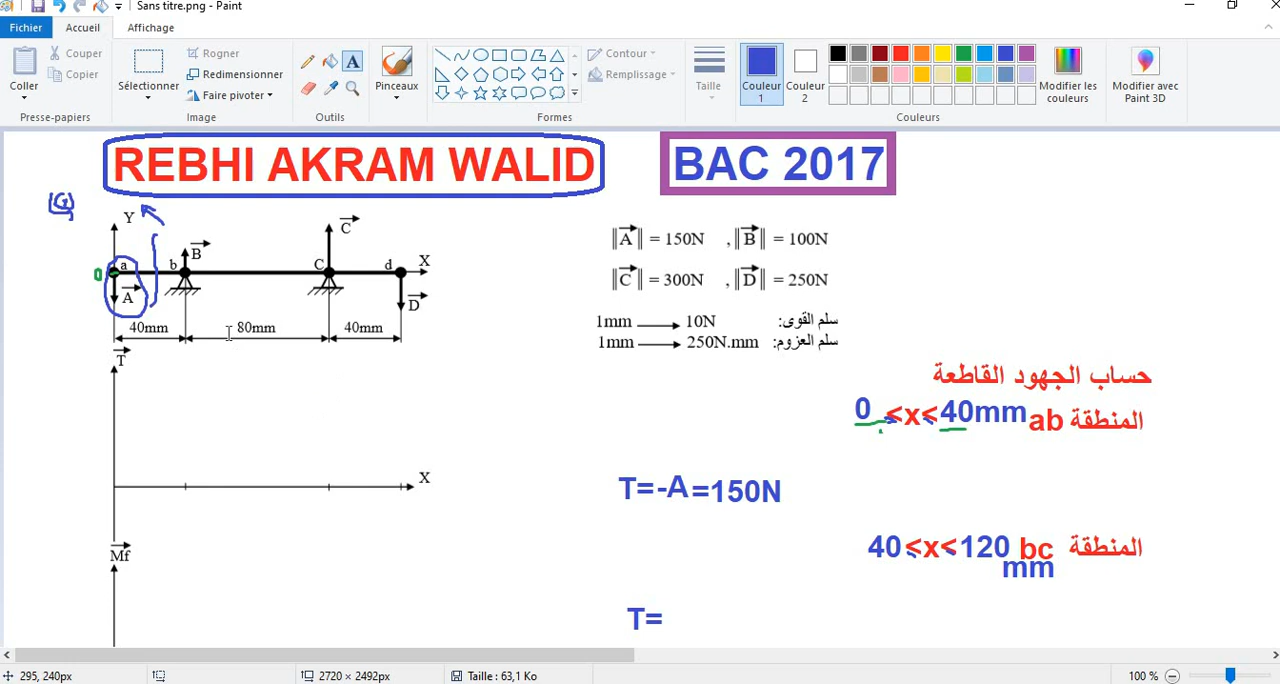 Sans titre.png - Paint
Fichier
Accueil
Affichage
Coller
Couper
Copier
Sélectionner
Rogner
Redimensionner
Faire pivoter
A
Pinceaux
Contour
Remplissage
Taille
Couleur 1
Couleur 2
Modifier les couleurs
Modifier avec Paint 3D
Presse-papiers
Image
Outils
Formes
Couleurs
REBHI AKRAM WALID
BAC 2017
Y
C
B
0 a b C d X
A
D
40mm 80mm 40mm
T
X
Mf
||A|| = 150N , ||B|| = 100N
||C|| = 300N , ||D|| = 250N
سلم القوى: 1mm → 10N
سلم العزوم: 1mm → 250N.mm
حساب الجهود القاطعة
المنطقة ab 0 <x< 40mm
T=-A=150N
المنطقة bc 40<x<120
mm
T=
295, 240px
2720 × 2492px
Taille : 63,1 Ko
100 %